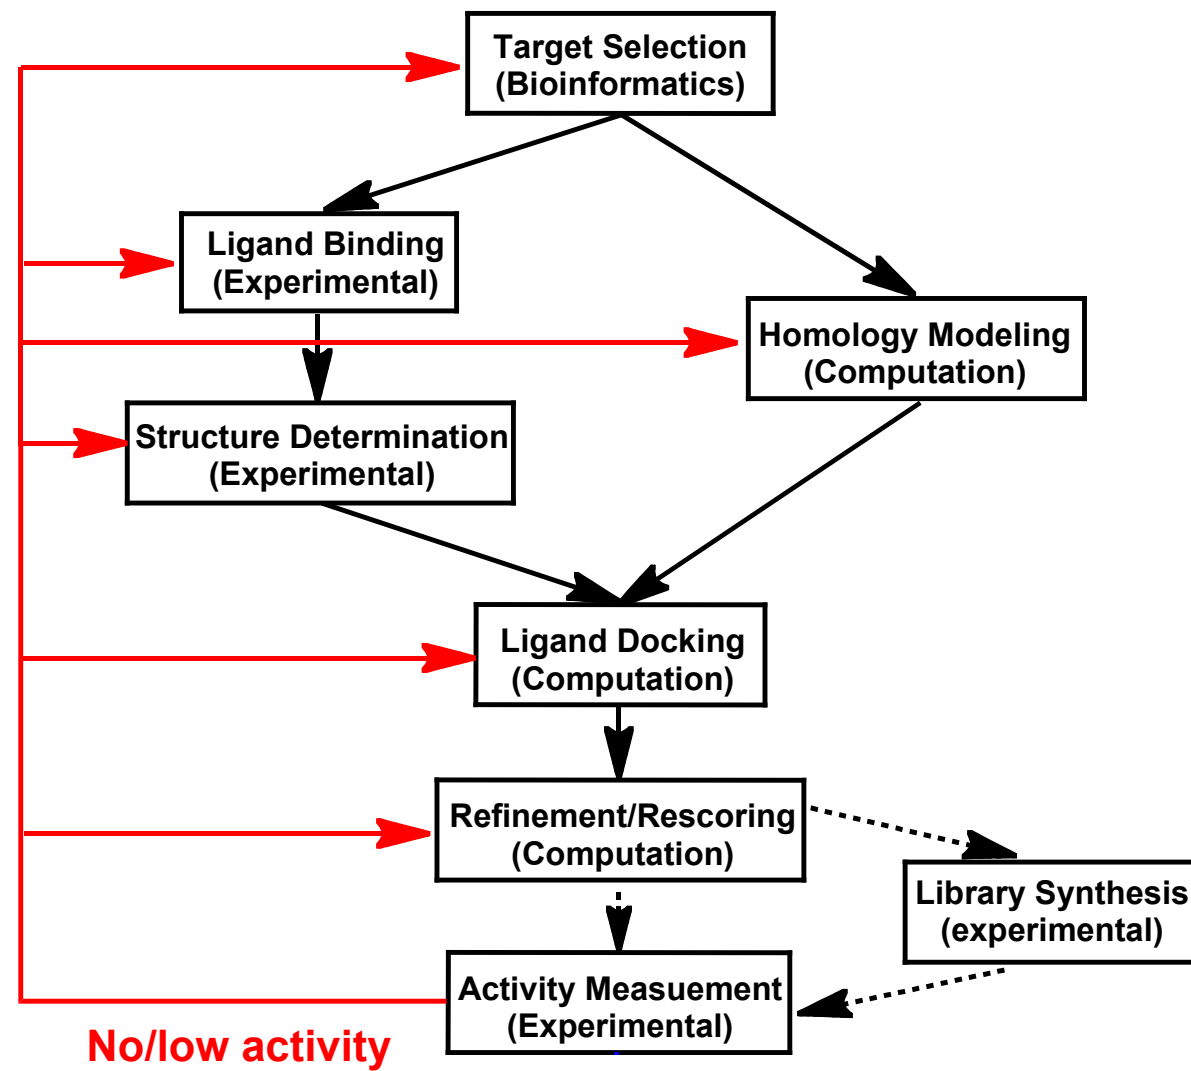 Target Selection
(Bioinformatics)
Ligand Binding
(Experimental)
Homology Modeling
(Computation)
Structure Determination
(Experimental)
Ligand Docking
(Computation)
Refinement/Rescoring
(Computation)
Library Synthesis
(experimental)
Activity Measuement
(Experimental)
No/low activity